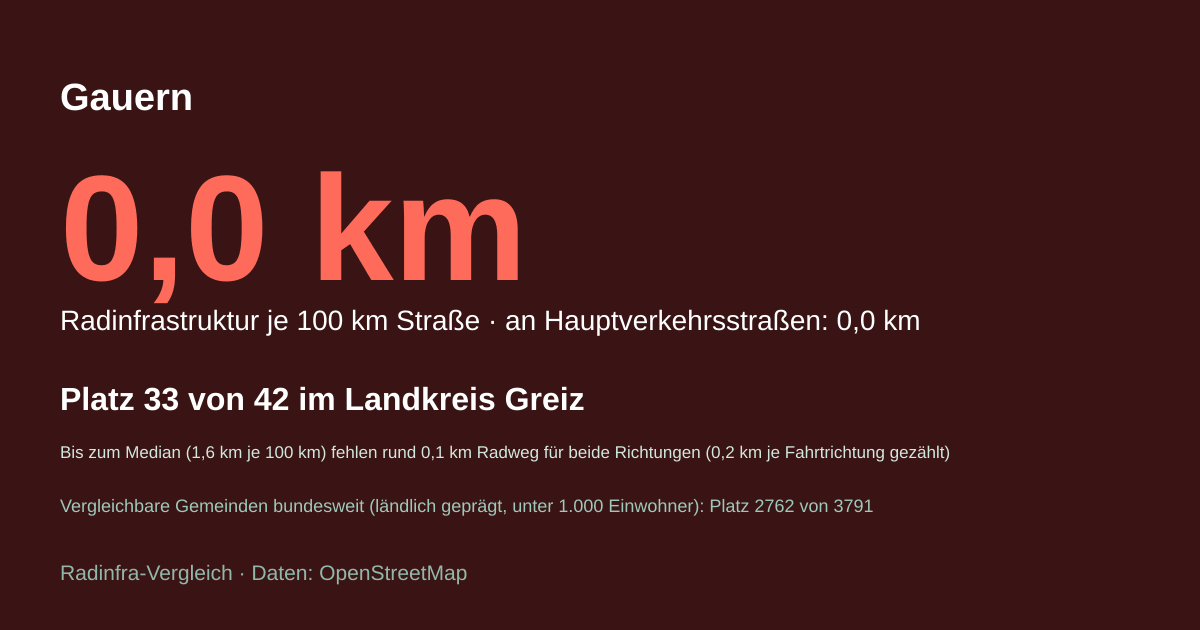 Gauern
0,0 km
Radinfrastruktur je 100 km Straße · an Hauptverkehrsstraßen: 0,0 km
Platz 33 von 42 im Landkreis Greiz
Bis zum Median (1,6 km je 100 km) fehlen rund 0,1 km Radweg für beide Richtungen (0,2 km je Fahrtrichtung gezählt)
Vergleichbare Gemeinden bundesweit (ländlich geprägt, unter 1.000 Einwohner): Platz 2762 von 3791
Radinfra-Vergleich · Daten: OpenStreetMap